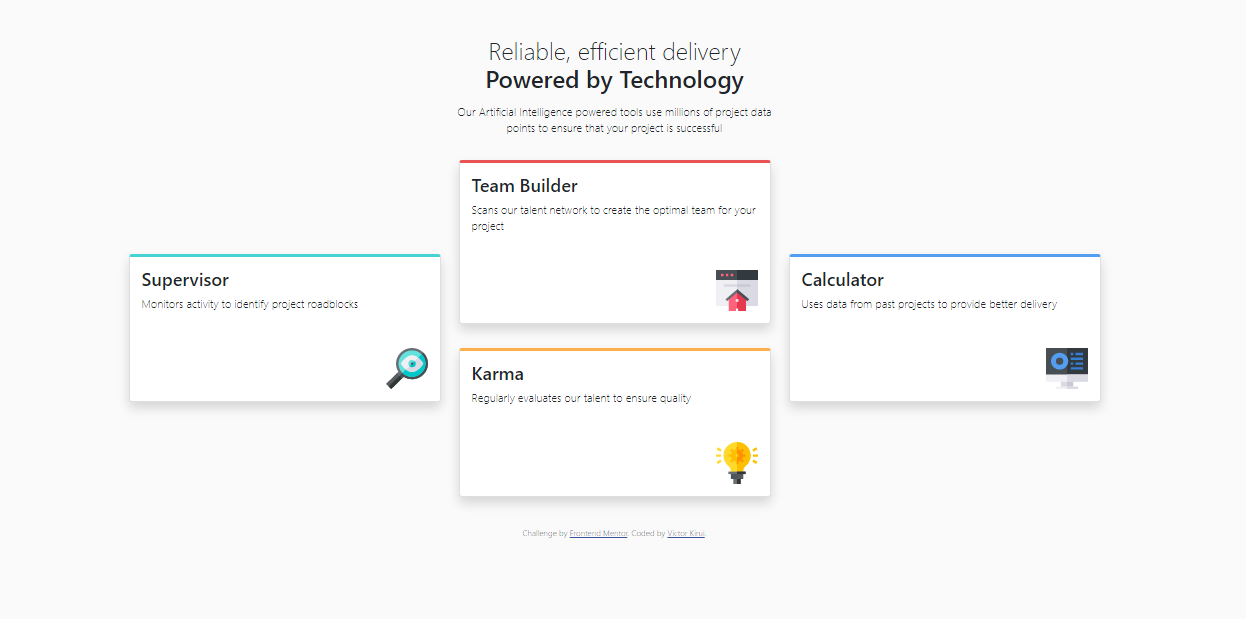 Reliable, efficient delivery
Powered by Technology
Our Artificial Intelligence powered tools use millions of project data
points to ensure that your project is successful
Team Builder
Scans our talent network to create the optimal team for your
project
Supervisor
Monitors activity to identify project roadblocks
Calculator
Uses data from past projects to provide better delivery
Karma
Regularly evaluates our talent to ensure quality
Challenge by Frontend Mentor. Coded by Victor Kirui.